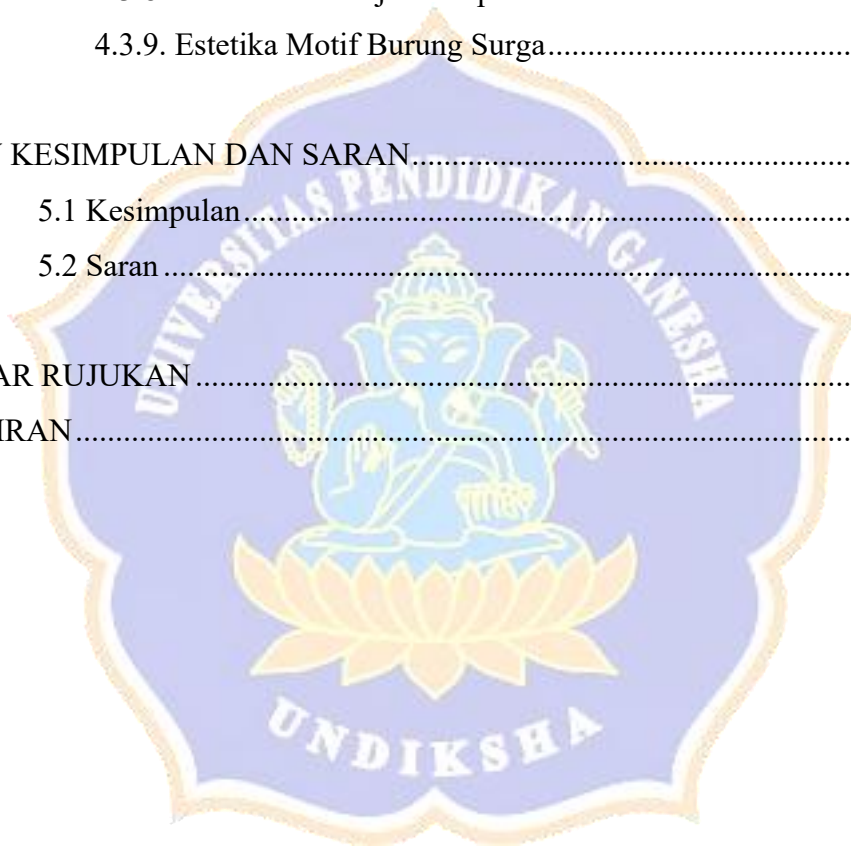 4.3.9. Estetika Motif Burung Surga
KESIMPULAN DAN SARAN
5.1 Kesimpulan
5.2 Saran
AR RUJUKAN
IRAN
UNIVERSITAS PENDIDIKAN GANESHA
UNDIKSHA